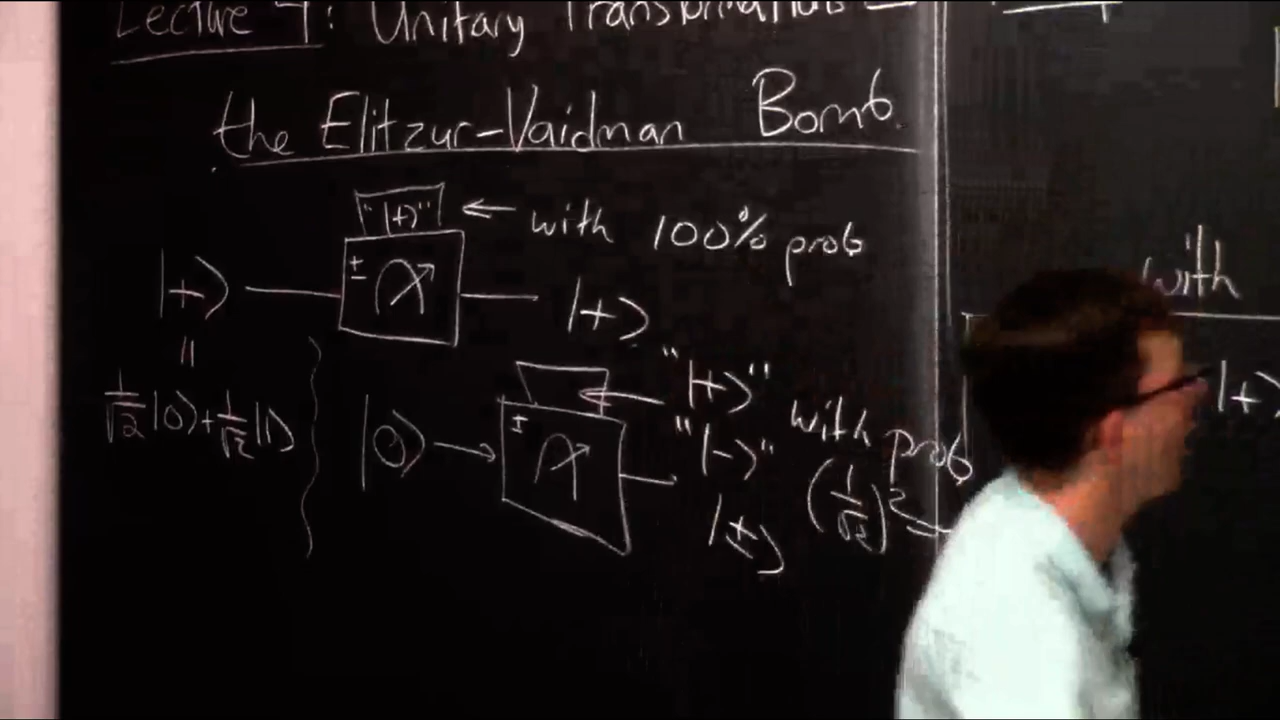 Lecture 4: Unitary Transformations —
the Elitzur-Vaidman Bomb.
"|+⟩" ← with 100% prob
|+⟩ ± |+⟩
=
1/√2 |0⟩ + 1/√2 |1⟩
|0⟩ → ±
"|+⟩"
"|-⟩" with prob
|±⟩ (1/√2)² =
with
|+⟩